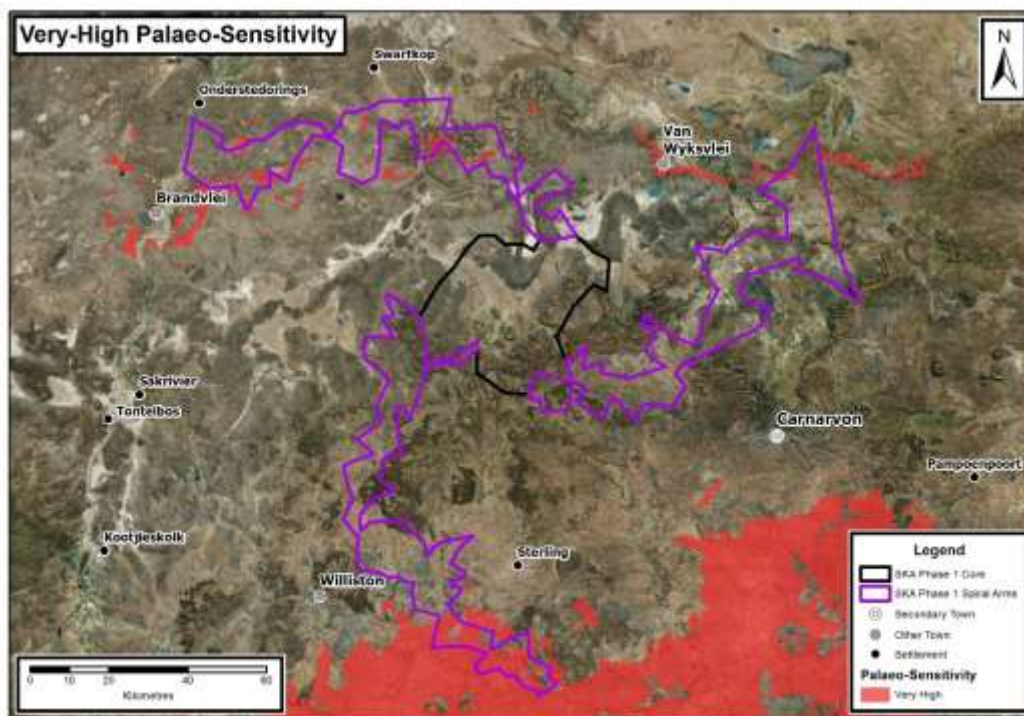 Very-High Palaeo-Sensitivity
N
Swartkop
Onderstedorings
Van
Wyksvlei
Brandvlei
Sakrivier
Tontelbos
Carnarvon
Pampoenpoort
Kootjieskolk
Sterling
Williston
Legend
SKA Phase 1 Core
SKA Phase 1 Spiral Arms
Secondary Town
Other Town
Settlement
Palaeo-Sensitivity
Very High
0 10 20 40 60
Kilometres